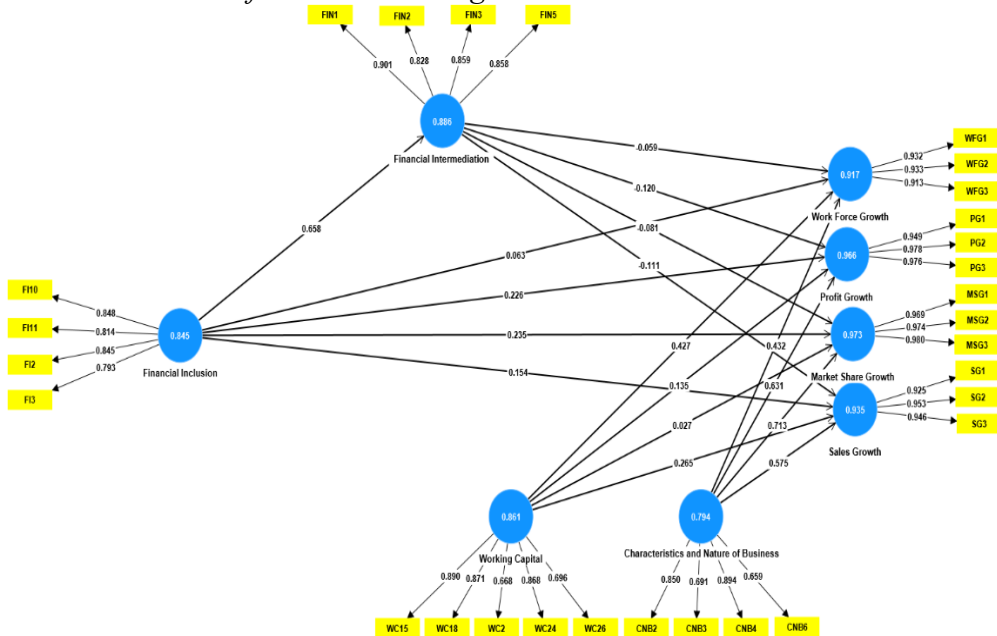 FIN1
FIN2
FIN3
FIN5
0.901
0.828
0.859
0.858
0.886
Financial Intermediation
0.658
FI10
FI11
FI2
FI3
0.848
0.814
0.845
0.793
0.845
Financial Inclusion
-0.059
-0.120
-0.081
-0.111
0.063
0.226
0.235
0.154
0.427
0.135
0.027
0.265
0.432
0.631
0.713
0.575
0.917
Work Force Growth
0.932
0.933
0.913
WFG1
WFG2
WFG3
0.966
Profit Growth
0.949
0.978
0.976
PG1
PG2
PG3
0.973
Market Share Growth
0.969
0.974
0.980
MSG1
MSG2
MSG3
0.935
Sales Growth
0.925
0.953
0.946
SG1
SG2
SG3
0.861
Working Capital
0.890
0.871
0.668
0.868
0.696
WC15
WC18
WC2
WC24
WC26
0.794
Characteristics and Nature of Business
0.850
0.691
0.894
0.659
CNB2
CNB3
CNB4
CNB6